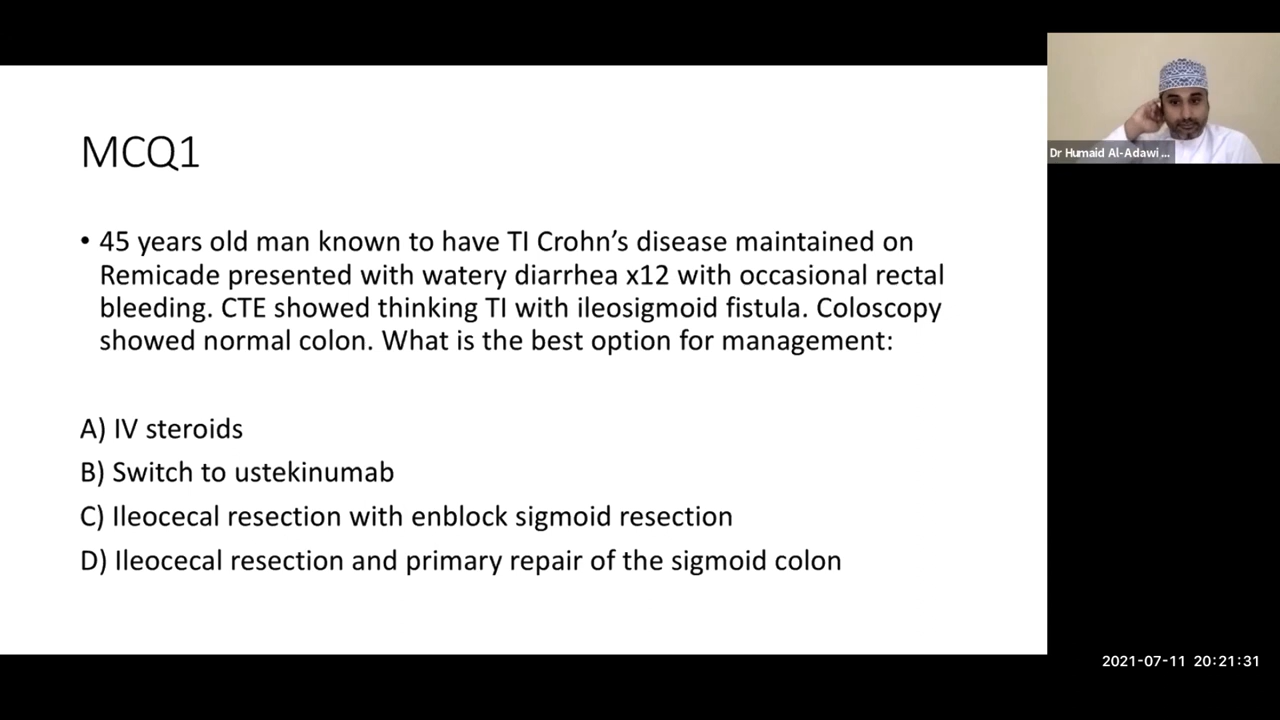 MCQ1
• 45 years old man known to have TI Crohn's disease maintained on
Remicade presented with watery diarrhea x12 with occasional rectal
bleeding. CTE showed thinking TI with ileosigmoid fistula. Coloscopy
showed normal colon. What is the best option for management:
A) IV steroids
B) Switch to ustekinumab
C) Ileocecal resection with enblock sigmoid resection
D) Ileocecal resection and primary repair of the sigmoid colon
Dr Humaid Al-Adawi ...
2021-07-11 20:21:31